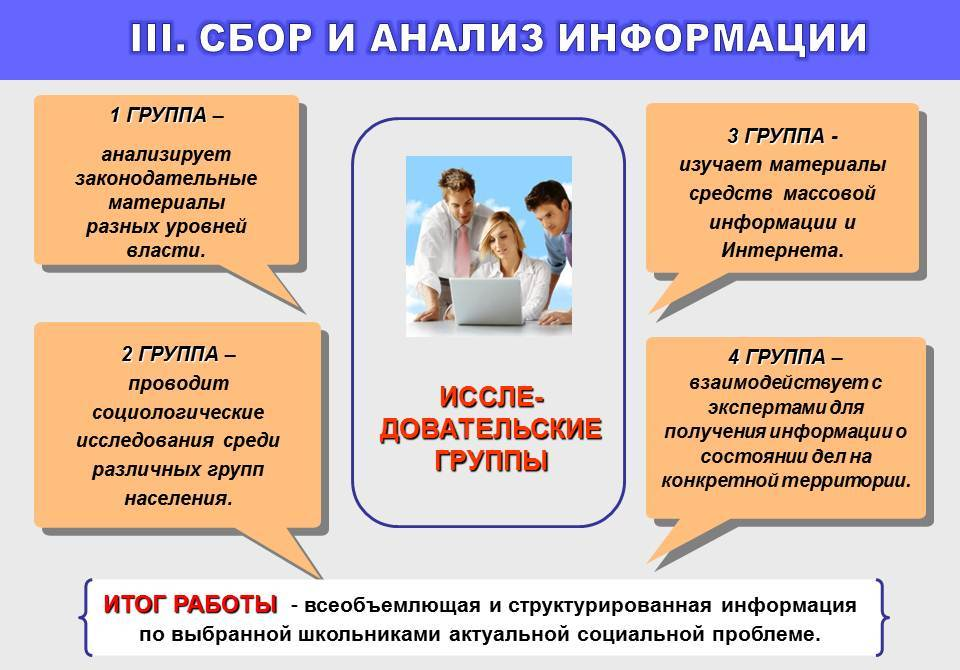 III. СБОР И АНАЛИЗ ИНФОРМАЦИИ
1 ГРУППА –
анализирует
законодательные
материалы
разных уровней
власти.
2 ГРУППА –
проводит
социологические
исследования среди
различных групп
населения.
ИССЛЕ-
ДОВАТЕЛЬСКИЕ
ГРУППЫ
3 ГРУППА -
изучает материалы
средств массовой
информации и
Интернета.
4 ГРУППА –
взаимодействует с
экспертами для
получения информации о
состоянии дел на
конкретной территории.
ИТОГ РАБОТЫ - всеобъемлющая и структурированная информация
по выбранной школьниками актуальной социальной проблеме.